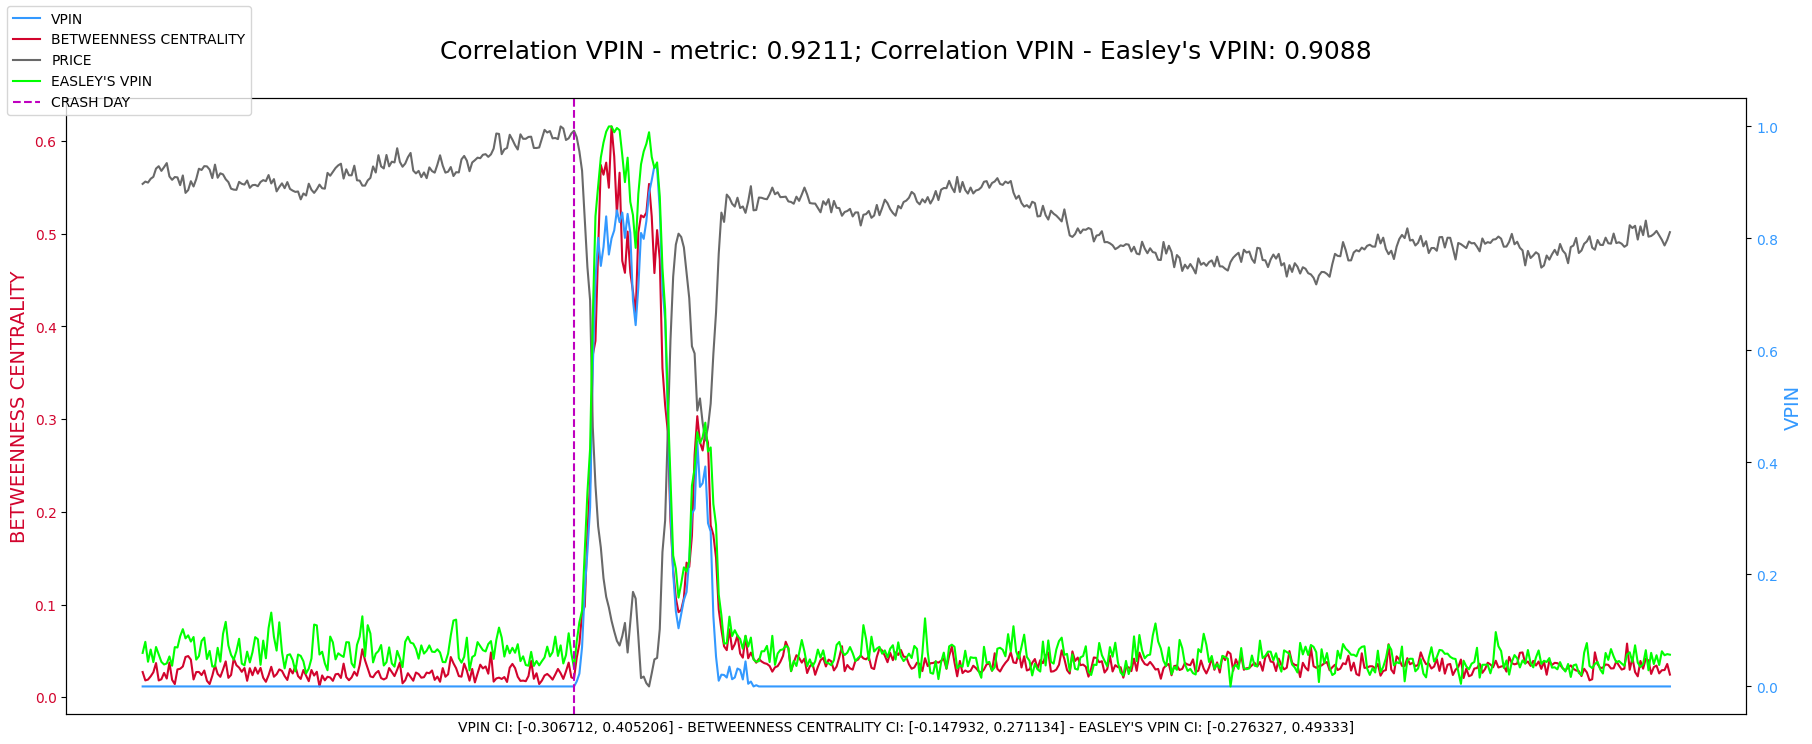 VPIN
BETWEENNESS CENTRALITY
PRICE
EASLEY'S VPIN
CRASH DAY
Correlation VPIN - metric: 0.9211; Correlation VPIN - Easley's VPIN: 0.9088
BETWEENNESS CENTRALITY
0.6
0.5
0.4
0.3
0.2
0.1
0.0
1.0
0.8
0.6
0.4
0.2
0.0
VPIN
VPIN CI: [-0.306712, 0.405206] - BETWEENNESS CENTRALITY CI: [-0.147932, 0.271134] - EASLEY'S VPIN CI: [-0.276327, 0.49333]